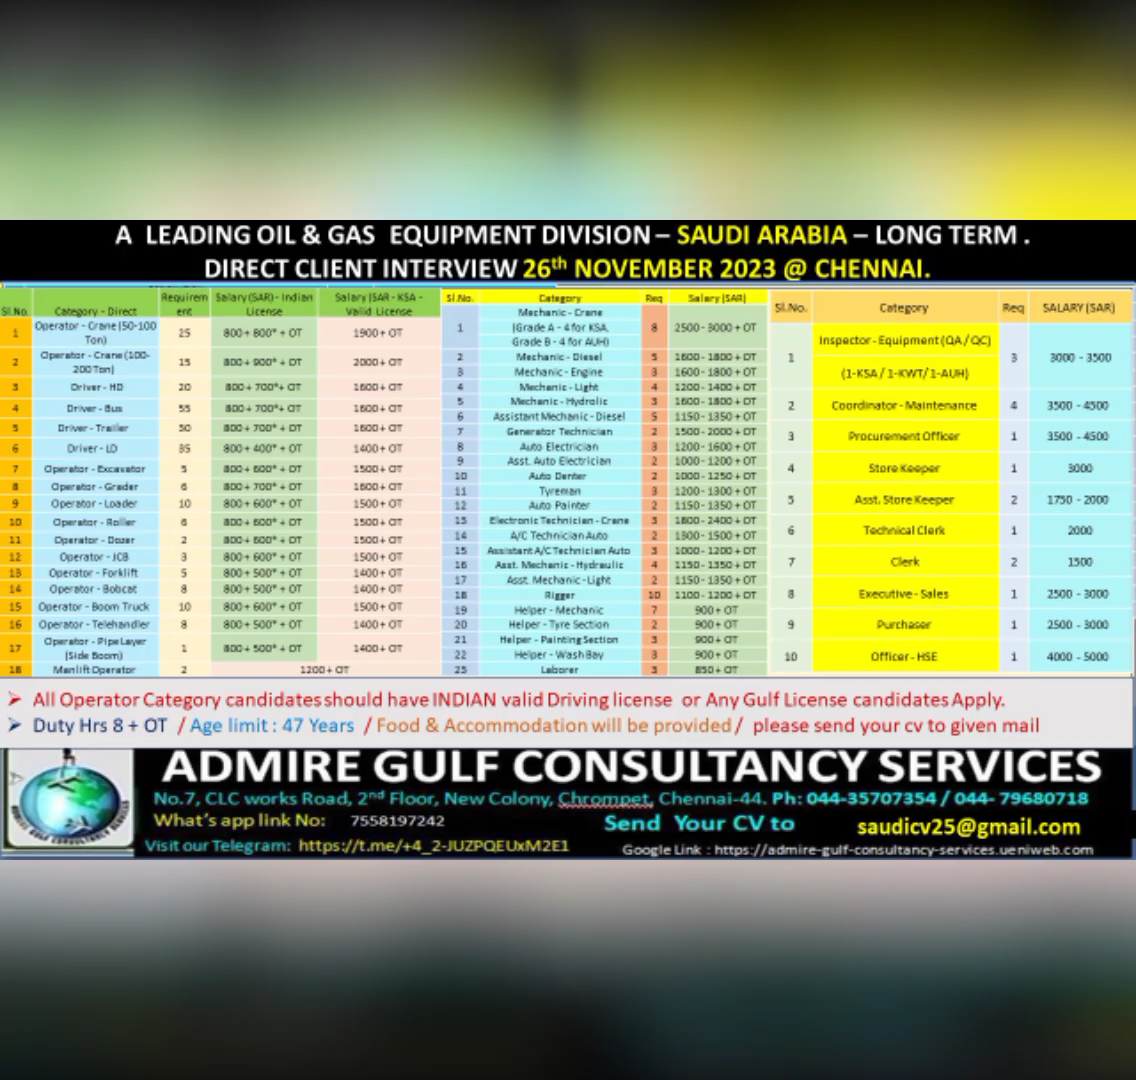 A LEADING OIL & GAS EQUIPMENT DIVISION – SAUDI ARABIA – LONG TERM .
DIRECT CLIENT INTERVIEW 26th NOVEMBER 2023 @ CHENNAI.
Sl.No. Category - Direct Requirement Salary (SAR) - Indian License Salary (SAR - KSA - Valid License
1 Operator - Crane (50-100 Ton) 25 800 + 800* + OT 1900 + OT
2 Operator - Crane (100-200 Ton) 15 800 + 900* + OT 2000 + OT
3 Driver - HD 20 800 + 700*+ OT 1600 + OT
4 Driver - Bus 55 800 + 700*+ OT 1600 + OT
5 Driver - Trailer 50 800 + 700* + OT 1600 + OT
6 Driver - LD 35 800 + 400* + OT 1400 + OT
7 Operator - Excavator 5 800 + 600* + OT 1500 + OT
8 Operator - Grader 6 800 + 700* + OT 1600 + OT
9 Operator - Loader 10 800 + 600* + OT 1500 + OT
10 Operator - Roller 6 800 + 600* + OT 1500 + OT
11 Operator - Dozer 2 800 + 600* + OT 1500 + OT
12 Operator - JCB 3 800 + 600* + OT 1500 + OT
13 Operator - Forklift 5 800 + 500* + OT 1400 + OT
14 Operator - Bobcat 8 800 + 500* + OT 1400 + OT
15 Operator - Boom Truck 10 800 + 600* + OT 1500 + OT
16 Operator - Telehandler 8 800 + 500* + OT 1400 + OT
17 Operator - Pipe Layer (Side Boom) 1 800 + 500* + OT 1400 + OT
18 Manlift Operator 2 1200 + OT
Sl.No. Category Req Salary (SAR)
1 Mechanic - Crane (Grade A - 4 for KSA, Grade B - 4 for AUH) 8 2500 - 3000 + OT
2 Mechanic - Diesel 5 1600 - 1800 + OT
3 Mechanic - Engine 3 1600 - 1800 + OT
4 Mechanic - Light 4 1200 - 1400 + OT
5 Mechanic - Hydrolic 3 1600 - 1800 + OT
6 Assistant Mechanic - Diesel 5 1150 - 1350 + OT
7 Generator Technician 2 1500 - 2000 + OT
8 Auto Electrician 3 1200 - 1600 + OT
9 Asst. Auto Electrician 2 1000 - 1200 + OT
10 Auto Denter 2 1000 - 1250 + OT
11 Tyreman 3 1200 - 1300 + OT
12 Auto Painter 2 1150 - 1350 + OT
13 Electronic Technician - Crane 3 1800 - 2400 + OT
14 A/C Technician Auto 2 1300 - 1500 + OT
15 Assistant A/C Technician Auto 3 1000 - 1200 + OT
16 Asst. Mechanic - Hydraulic 4 1150 - 1350 + OT
17 Asst. Mechanic - Light 2 1150 - 1350 + OT
18 Rigger 10 1100 - 1200 + OT
19 Helper - Mechanic 7 900 + OT
20 Helper - Tyre Section 2 900 + OT
21 Helper - Painting Section 3 900 + OT
22 Helper - Wash Bay 3 900 + OT
23 Laborer 3 850 + OT
Sl.No. Category Req SALARY (SAR)
1 Inspector - Equipment (QA / QC) (1-KSA / 1-KWT/ 1-AUH) 3 3000 - 3500
2 Coordinator - Maintenance 4 3500 - 4500
3 Procurement Officer 1 3500 - 4500
4 Store Keeper 1 3000
5 Asst. Store Keeper 2 1750 - 2000
6 Technical Clerk 1 2000
7 Clerk 2 1500
8 Executive - Sales 1 2500 - 3000
9 Purchaser 1 2500 - 3000
10 Officer - HSE 1 4000 - 5000
➢ All Operator Category candidates should have INDIAN valid Driving license or Any Gulf License candidates Apply.
➢ Duty Hrs 8 + OT / Age limit : 47 Years / Food & Accommodation will be provided / please send your cv to given mail
ADMIRE GULF CONSULTANCY SERVICES
No.7, CLC works Road, 2nd Floor, New Colony, Chrompet, Chennai-44. Ph: 044-35707354 / 044- 79680718
What's app link No: 7558197242 Send Your CV to saudicv25@gmail.com
Visit our Telegram: https://t.me/+4_2-JUZPQEUxM2E1 Google Link : https://admire-gulf-consultancy-services.ueniweb.com